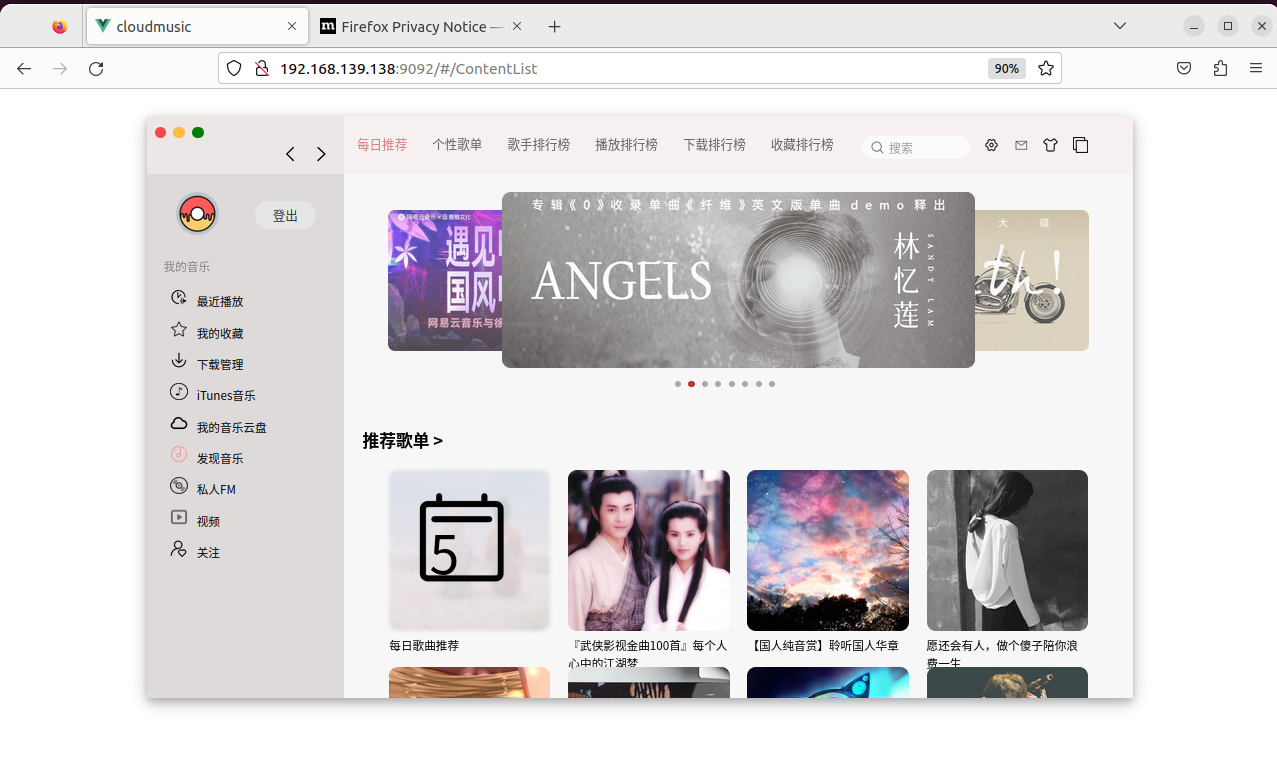 cloudmusic
Firefox Privacy Notice —
192.168.139.138:9092/#/ContentList
90%
每日推荐 个性歌单 歌手排行榜 播放排行榜 下载排行榜 收藏排行榜 搜索
登出
我的音乐
最近播放
我的收藏
下载管理
iTunes音乐
我的音乐云盘
发现音乐
私人FM
视频
关注
网易云音乐×
遇见
国风
网易云音乐与徐
专辑《0》收录单曲《纤维》英文版单曲demo释出
ANGELS
林忆莲
SANDY LAM
大碟
th!
推荐歌单 >
5
每日歌曲推荐
『武侠影视金曲100首』每个人
心中的江湖梦
【国人纯音赏】聆听国人华章
愿还会有人，做个傻子陪你浪
费一生